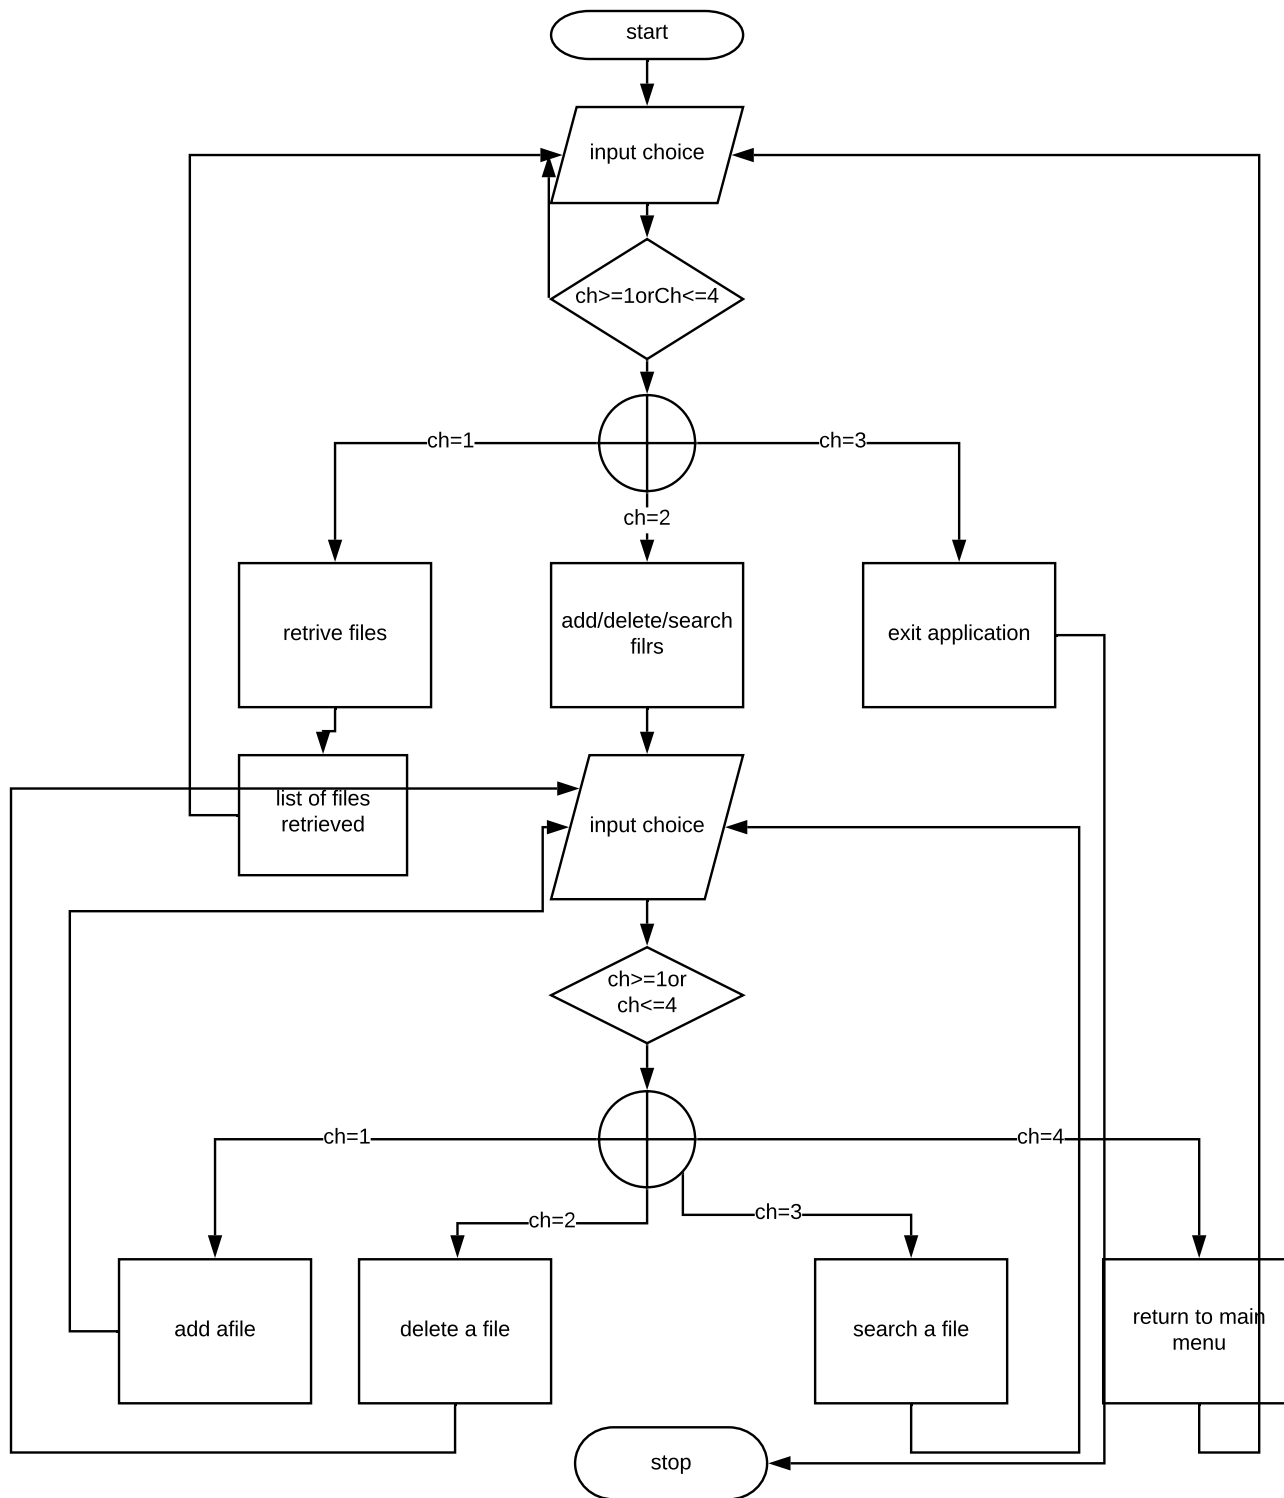 start
input choice
ch>=1orCh<=4
ch=1
ch=3
ch=2
retrive files
add/delete/search
filrs
exit application
list of files
retrieved
input choice
ch>=1or
ch<=4
ch=1
ch=4
ch=2
ch=3
add afile
delete a file
search a file
return to main
menu
stop